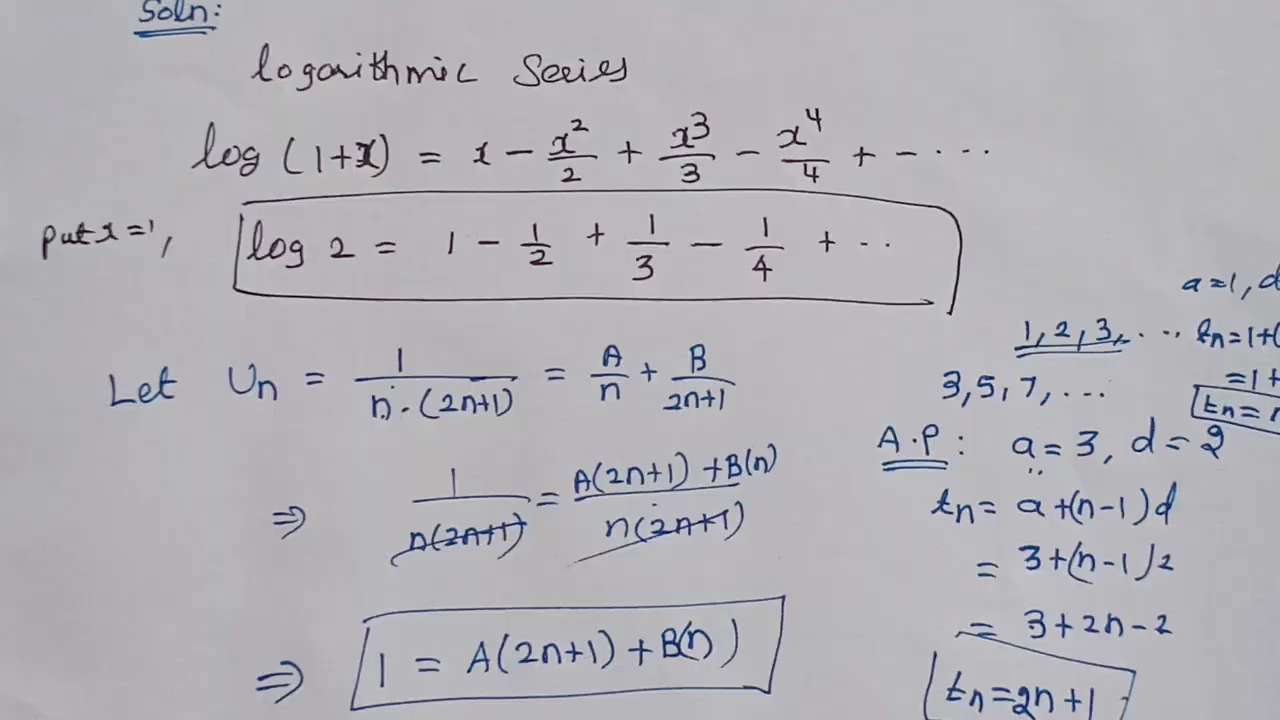 Soln:
logarithmic Series
log (1+x) = x - x²/2 + x³/3 - x⁴/4 + - ...
put x=1,
log 2 = 1 - 1/2 + 1/3 - 1/4 + ..
Let Un = 1/(n.(2n+1)) = A/n + B/(2n+1)
⇒ 1/(n(2n+1)) = (A(2n+1)+B(n))/(n(2n+1))
⇒ 1 = A(2n+1)+B(n)
a=1, d
1,2,3,... tn=1+(
=1+
tn=
3,5,7,...
A.P: a=3, d=2
tn= a+(n-1)d
= 3+(n-1)2
= 3+2n-2
tn=2n+1